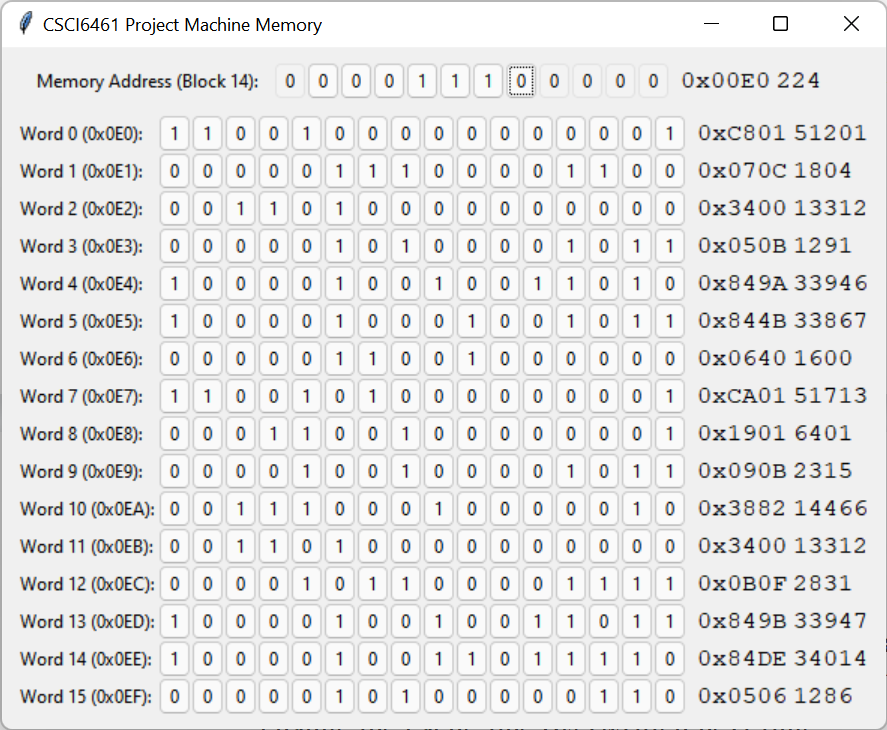 CSCI6461 Project Machine Memory
Memory Address (Block 14): 0 0 0 0 1 1 1 0 0 0 0 0 0x00E0 224
Word 0 (0x0E0): 1 1 0 0 1 0 0 0 0 0 0 0 0 0 0 1 0xC801 51201
Word 1 (0x0E1): 0 0 0 0 0 1 1 1 0 0 0 0 1 1 0 0 0x070C 1804
Word 2 (0x0E2): 0 0 1 1 0 1 0 0 0 0 0 0 0 0 0 0 0x3400 13312
Word 3 (0x0E3): 0 0 0 0 0 1 0 1 0 0 0 0 1 0 1 1 0x050B 1291
Word 4 (0x0E4): 1 0 0 0 0 1 0 0 1 0 0 1 1 0 1 0 0x849A 33946
Word 5 (0x0E5): 1 0 0 0 0 1 0 0 0 1 0 0 1 0 1 1 0x844B 33867
Word 6 (0x0E6): 0 0 0 0 0 1 1 0 0 1 0 0 0 0 0 0 0x0640 1600
Word 7 (0x0E7): 1 1 0 0 1 0 1 0 0 0 0 0 0 0 0 1 0xCA01 51713
Word 8 (0x0E8): 0 0 0 1 1 0 0 1 0 0 0 0 0 0 0 1 0x1901 6401
Word 9 (0x0E9): 0 0 0 0 1 0 0 1 0 0 0 0 1 0 1 1 0x090B 2315
Word 10 (0x0EA): 0 0 1 1 1 0 0 0 1 0 0 0 0 0 1 0 0x3882 14466
Word 11 (0x0EB): 0 0 1 1 0 1 0 0 0 0 0 0 0 0 0 0 0x3400 13312
Word 12 (0x0EC): 0 0 0 0 1 0 1 1 0 0 0 0 1 1 1 1 0x0B0F 2831
Word 13 (0x0ED): 1 0 0 0 0 1 0 0 1 0 0 1 1 0 1 1 0x849B 33947
Word 14 (0x0EE): 1 0 0 0 0 1 0 0 1 1 0 1 1 1 1 0 0x84DE 34014
Word 15 (0x0EF): 0 0 0 0 0 1 0 1 0 0 0 0 0 1 1 0 0x0506 1286